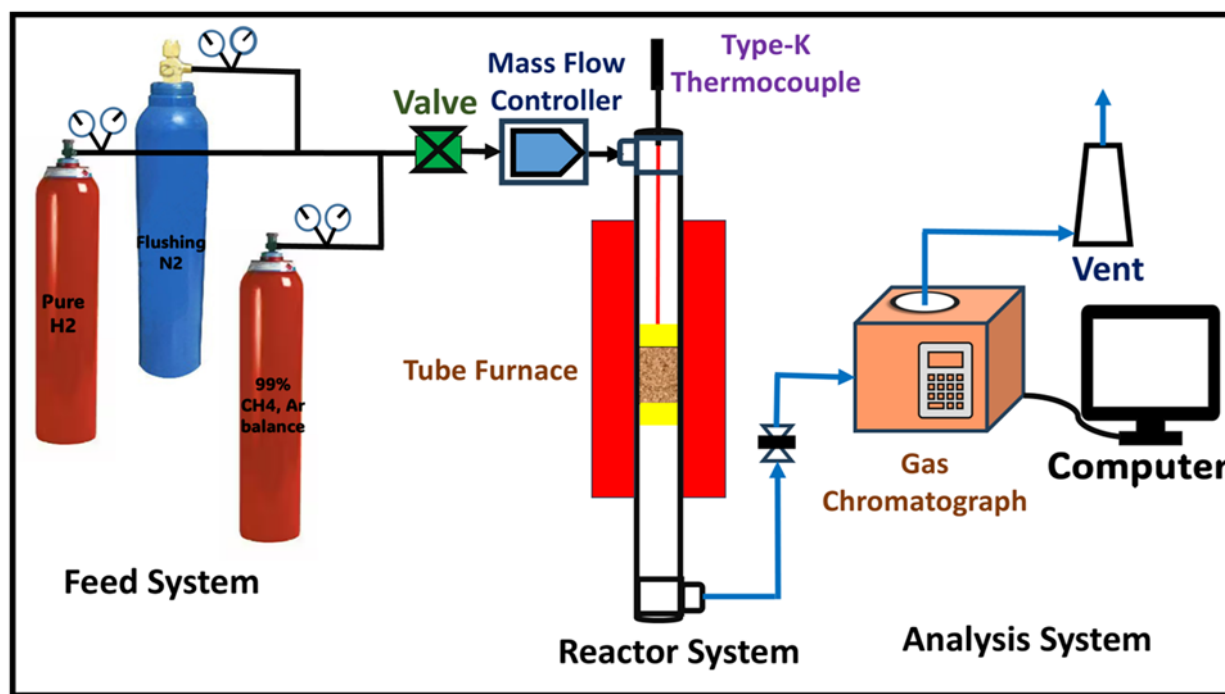 Type-K
Thermocouple
Mass Flow
Controller
Valve
Flushing
N2
Pure
H2
99%
CH4, Ar
balance
Tube Furnace
Vent
Gas
Chromatograph
Computer
Feed System
Reactor System
Analysis System